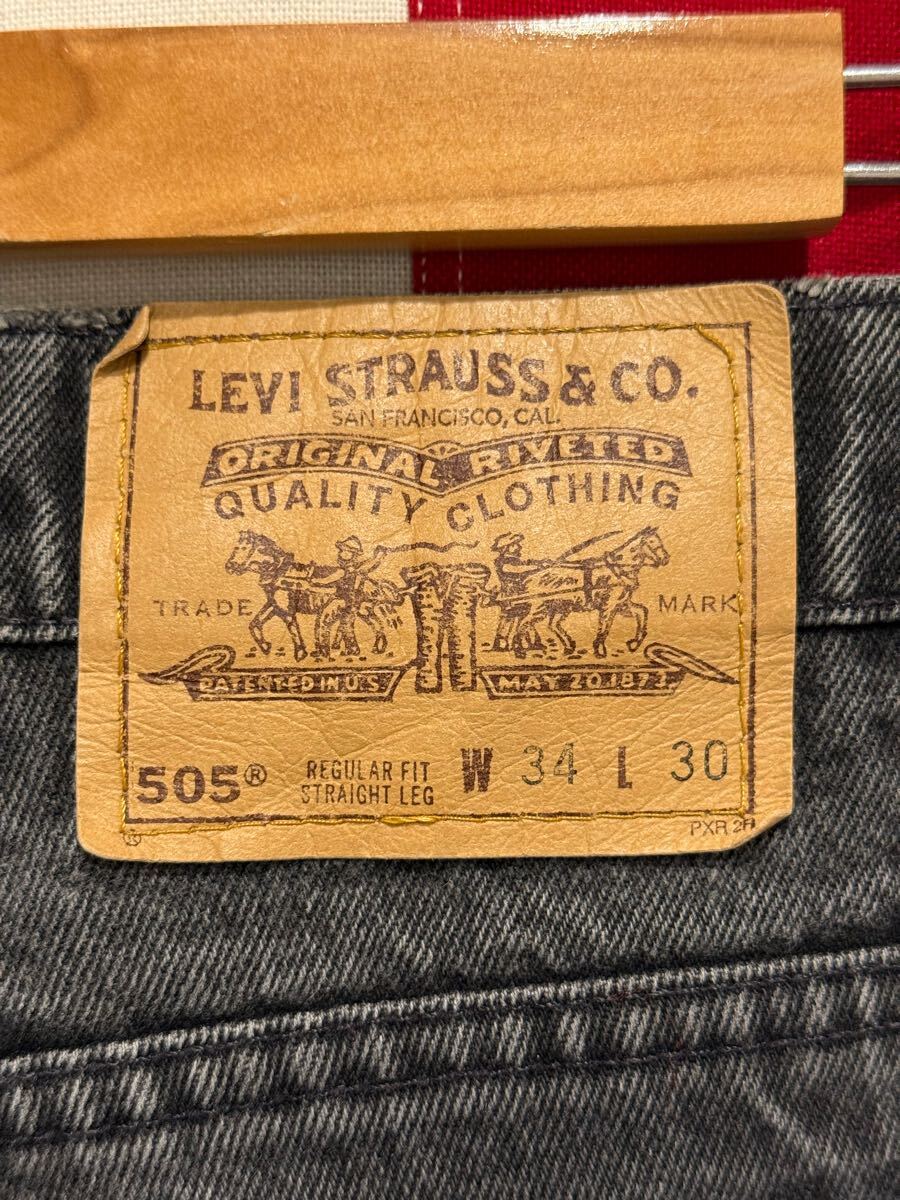 LEVI STRAUSS & CO.
SAN FRANCISCO, CAL.
ORIGINAL RIVETED
QUALITY CLOTHING
TRADE MARK
PATENTED IN U.S. MAY 20 1873
505® REGULAR FIT STRAIGHT LEG W 34 L 30
® PXR 2H